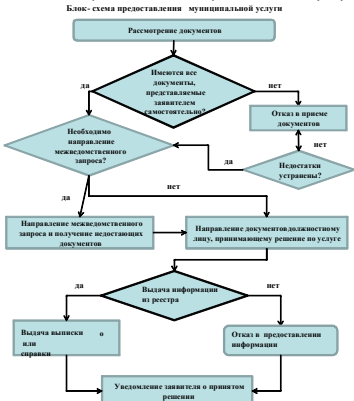 Блок- схема предоставления муниципальной услуги
Рассмотрение документов
Имеются все
документы,
представляемые
заявителем
самостоятельно?
да
нет
Отказ в приеме
документов
Необходимо
направление
межведомственного
запроса?
нет
да
Недостатки
устранены?
да
нет
Направление межведомственного
запроса и получение недостающих
документов
Направление документовдолжностному
лицу, принимающему решение по услуге
да
Выдача информации
из реестра
нет
Выдача выписки о
или
справки
Отказ в предоставлении
информации
Уведомление заявителя о принятом
решении